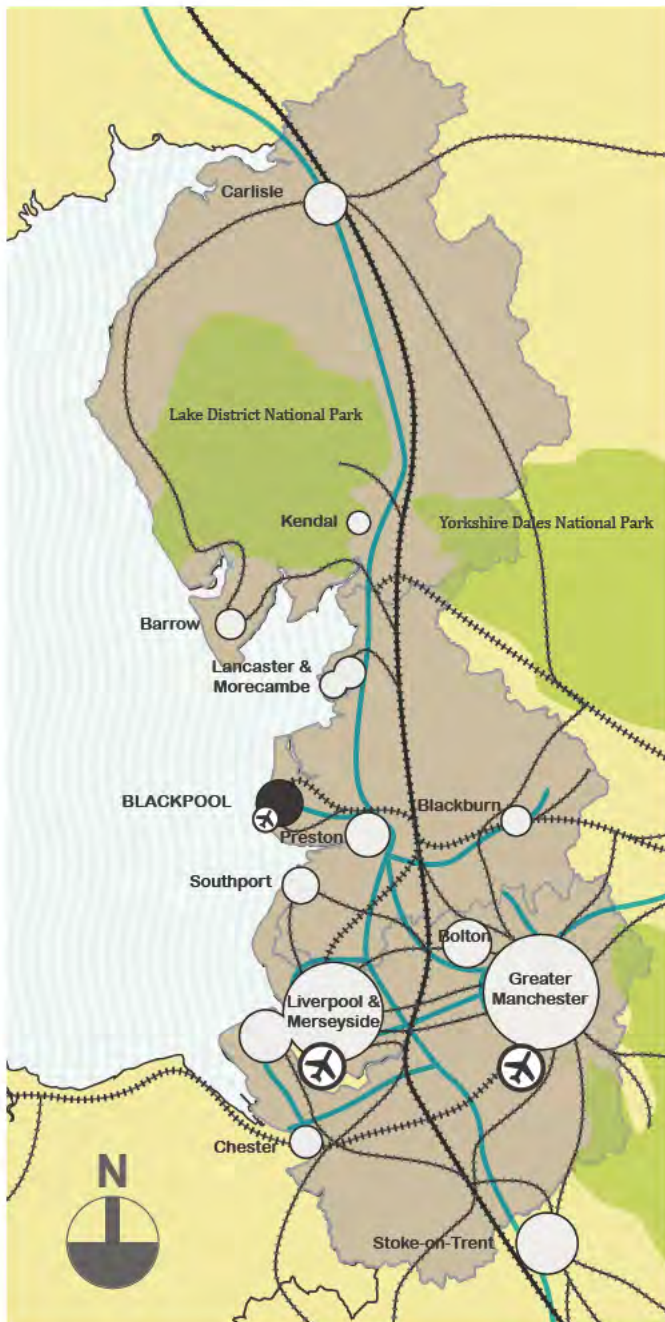 Carlisle
Lake District National Park
Kendal
Yorkshire Dales National Park
Barrow
Lancaster &
Morecambe
BLACKPOOL
Blackburn
Preston
Southport
Bolton
Greater
Manchester
Liverpool &
Merseyside
Chester
N
Stoke-on-Trent